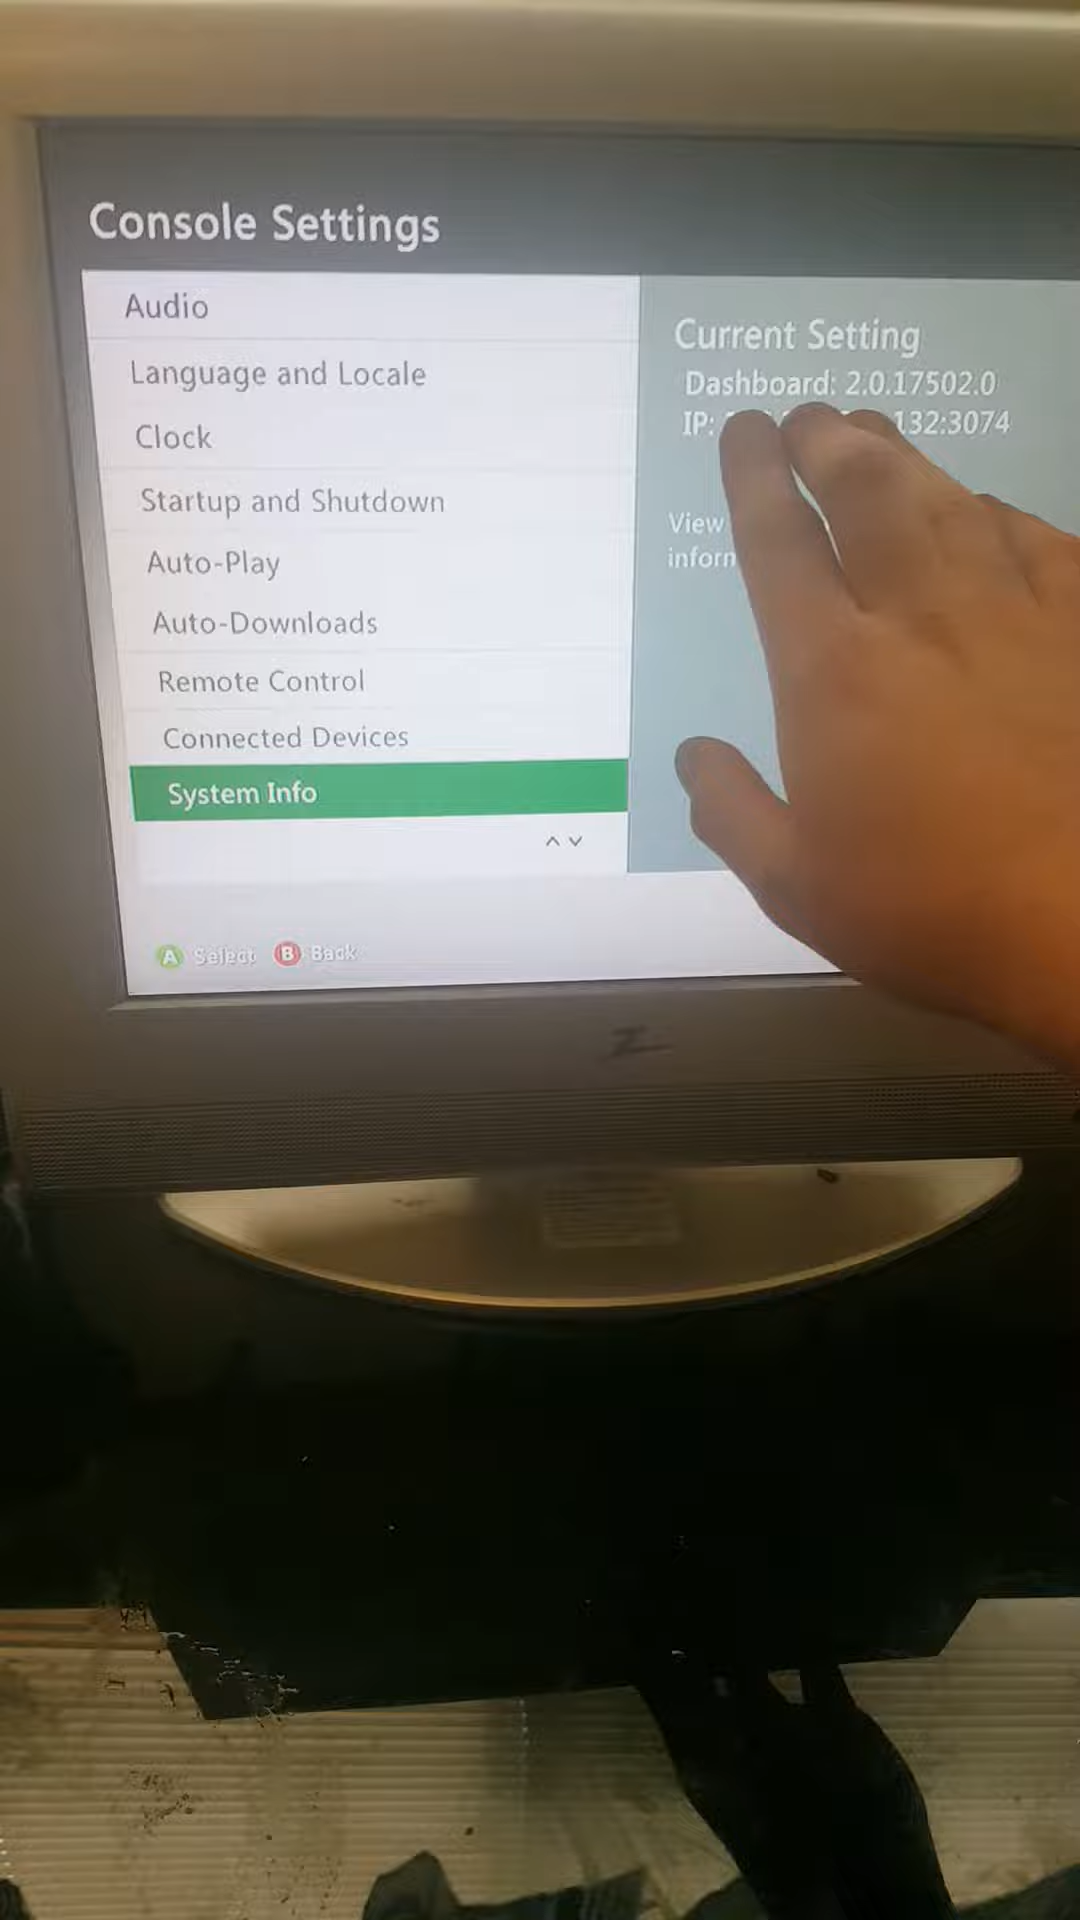 Console Settings
Audio
Language and Locale
Clock
Startup and Shutdown
Auto-Play
Auto-Downloads
Remote Control
Connected Devices
System Info
Current Setting
Dashboard: 2.0.17502.0
IP: 132:3074
View
A Select B Back
Z